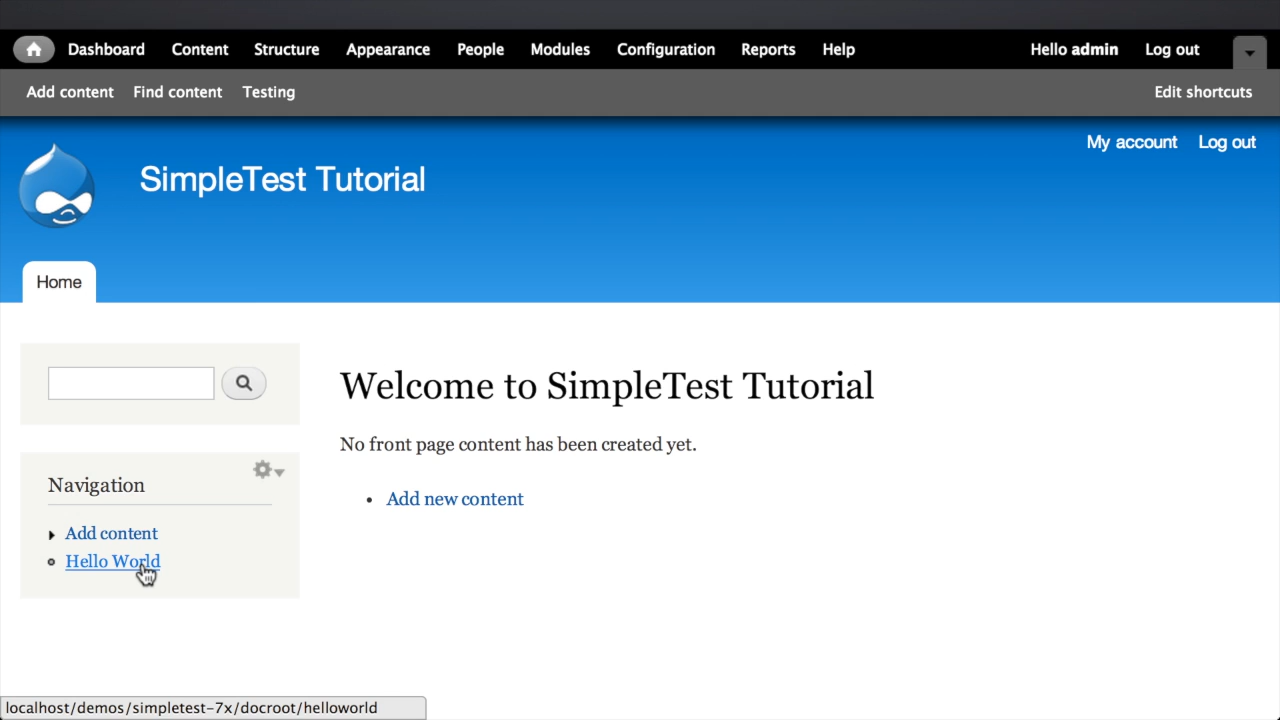 Dashboard Content Structure Appearance People Modules Configuration Reports Help Hello admin Log out
Add content Find content Testing Edit shortcuts
My account Log out
SimpleTest Tutorial
Home
Welcome to SimpleTest Tutorial
No front page content has been created yet.
Add new content
Navigation
Add content
Hello World
localhost/demos/simpletest-7x/docroot/helloworld